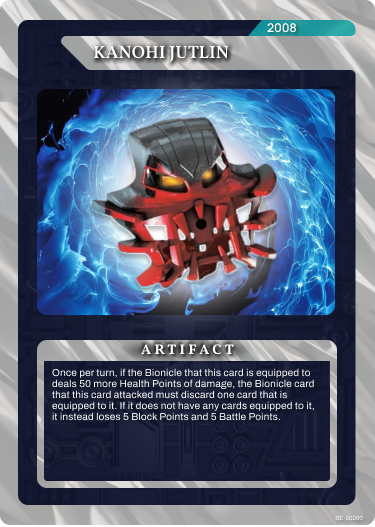 2008
KANOHI JUTLIN
ARTIFACT
Once per turn, if the Bionicle that this card is equipped to
deals 50 more Health Points of damage, the Bionicle card
that this card attacked must discard one card that is
equipped to it. If it does not have any cards equipped to it,
it instead loses 5 Block Points and 5 Battle Points.
SE-00260